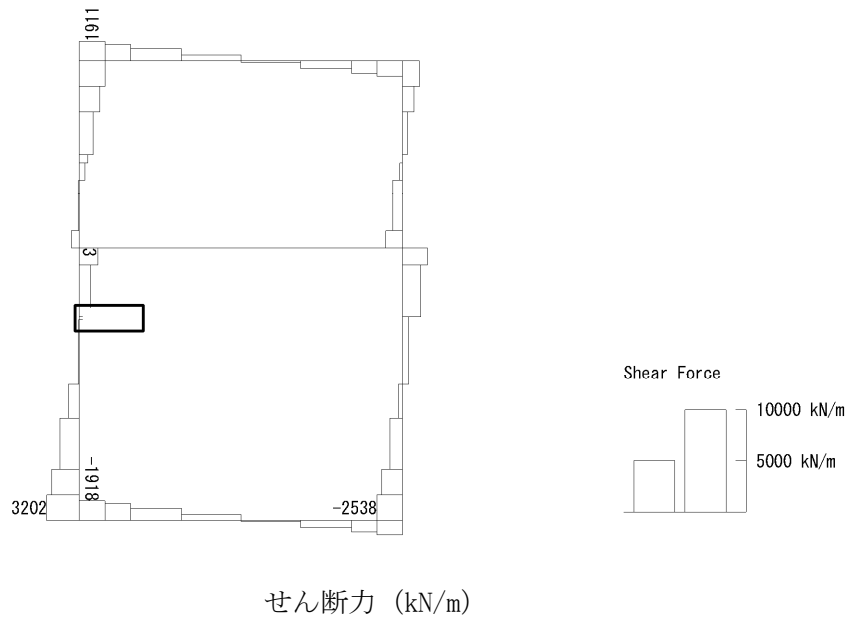 1911
3
-1918
3202
-2538
Shear Force
10000 kN/m
5000 kN/m
せん断力 (kN/m)